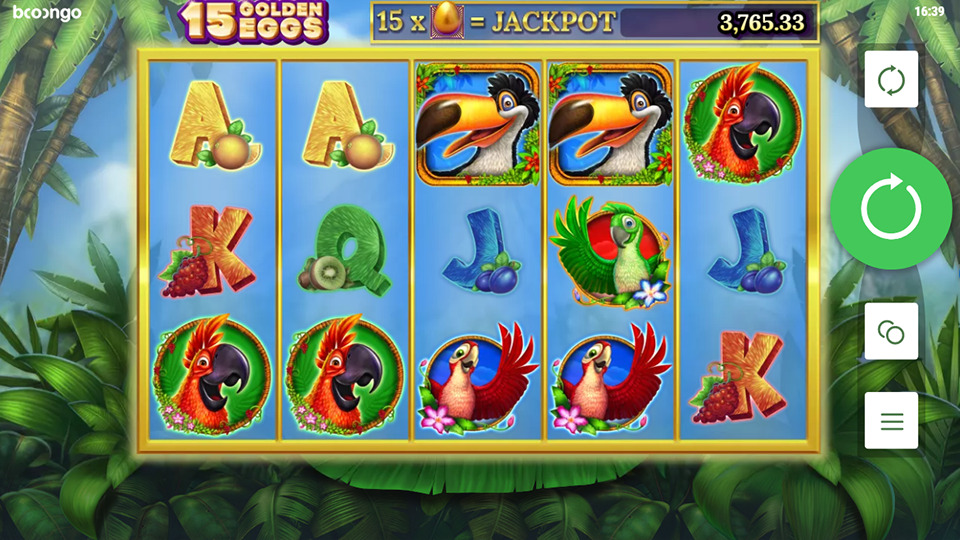 booongo
15 GOLDEN EGGS
15 x = JACKPOT 3,765.33
16:39
A A
K Q J J
K